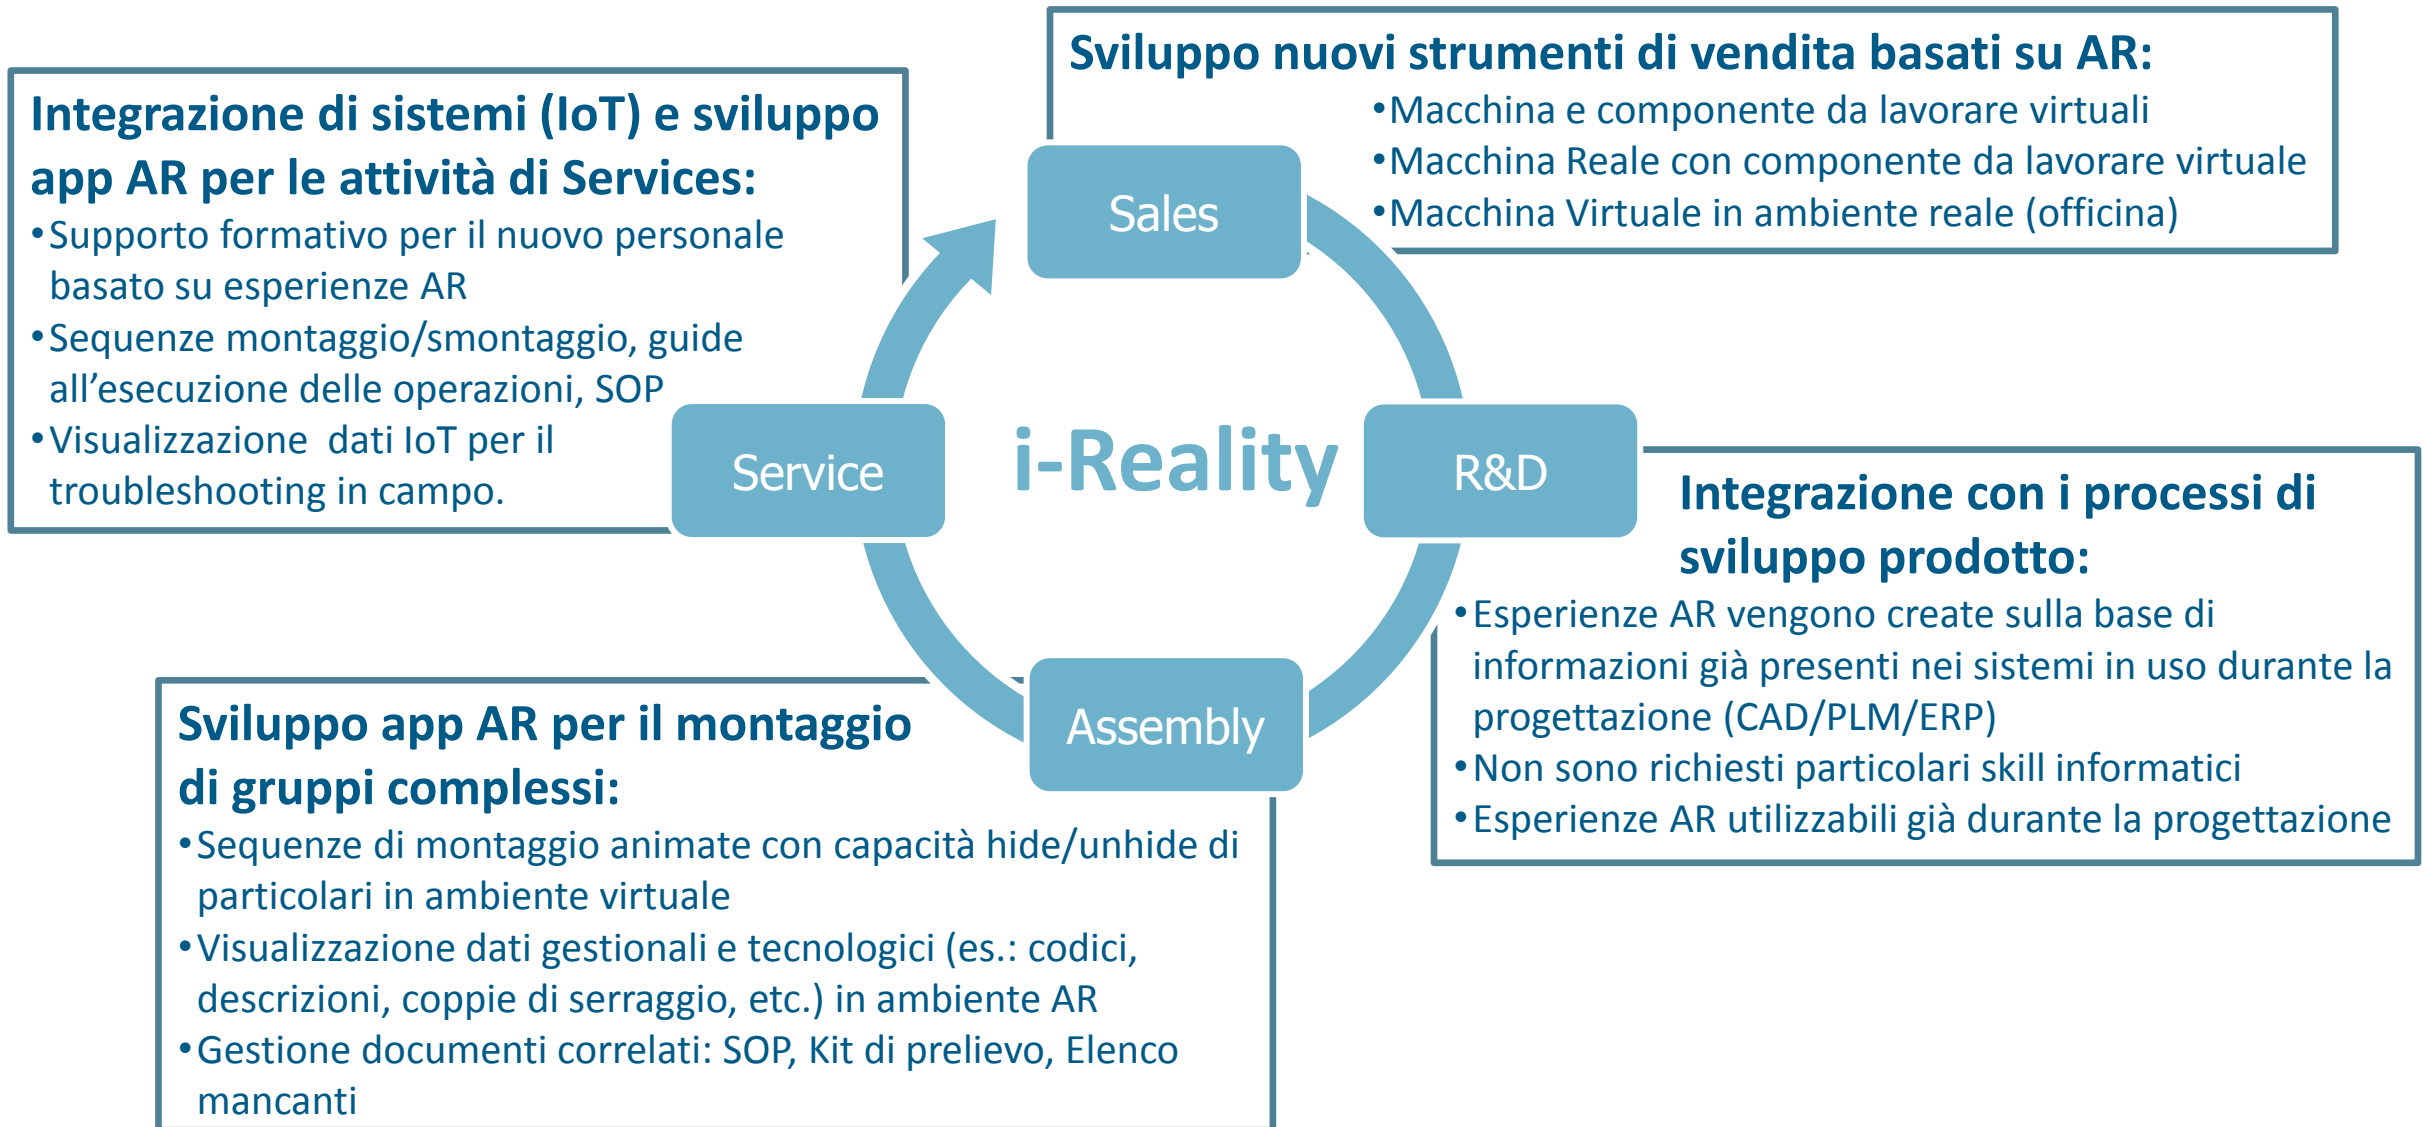 Sviluppo nuovi strumenti di vendita basati su AR:
•Macchina e componente da lavorare virtuali
•Macchina Reale con componente da lavorare virtuale
•Macchina Virtuale in ambiente reale (officina)
Integrazione di sistemi (IoT) e sviluppo
app AR per le attività di Services:
•Supporto formativo per il nuovo personale
basato su esperienze AR
•Sequenze montaggio/smontaggio, guide
all’esecuzione delle operazioni, SOP
•Visualizzazione dati IoT per il
troubleshooting in campo.
Sales
Service
i-Reality
R&D
Assembly
Integrazione con i processi di
sviluppo prodotto:
•Esperienze AR vengono create sulla base di
informazioni già presenti nei sistemi in uso durante la
progettazione (CAD/PLM/ERP)
•Non sono richiesti particolari skill informatici
•Esperienze AR utilizzabili già durante la progettazione
Sviluppo app AR per il montaggio
di gruppi complessi:
•Sequenze di montaggio animate con capacità hide/unhide di
particolari in ambiente virtuale
•Visualizzazione dati gestionali e tecnologici (es.: codici,
descrizioni, coppie di serraggio, etc.) in ambiente AR
•Gestione documenti correlati: SOP, Kit di prelievo, Elenco
mancanti